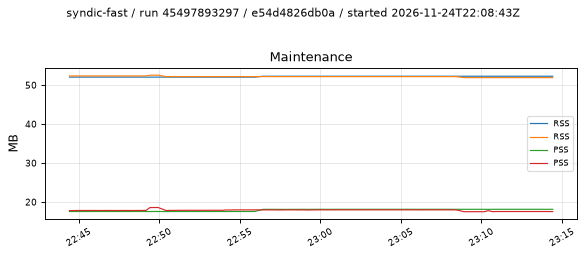 syndic-fast / run 45497893297 / e54d4826db0a / started 2026-11-24T22:08:43Z
Maintenance
MB
50
40
30
20
RSS
RSS
PSS
PSS
22:45
22:50
22:55
23:00
23:05
23:10
23:15